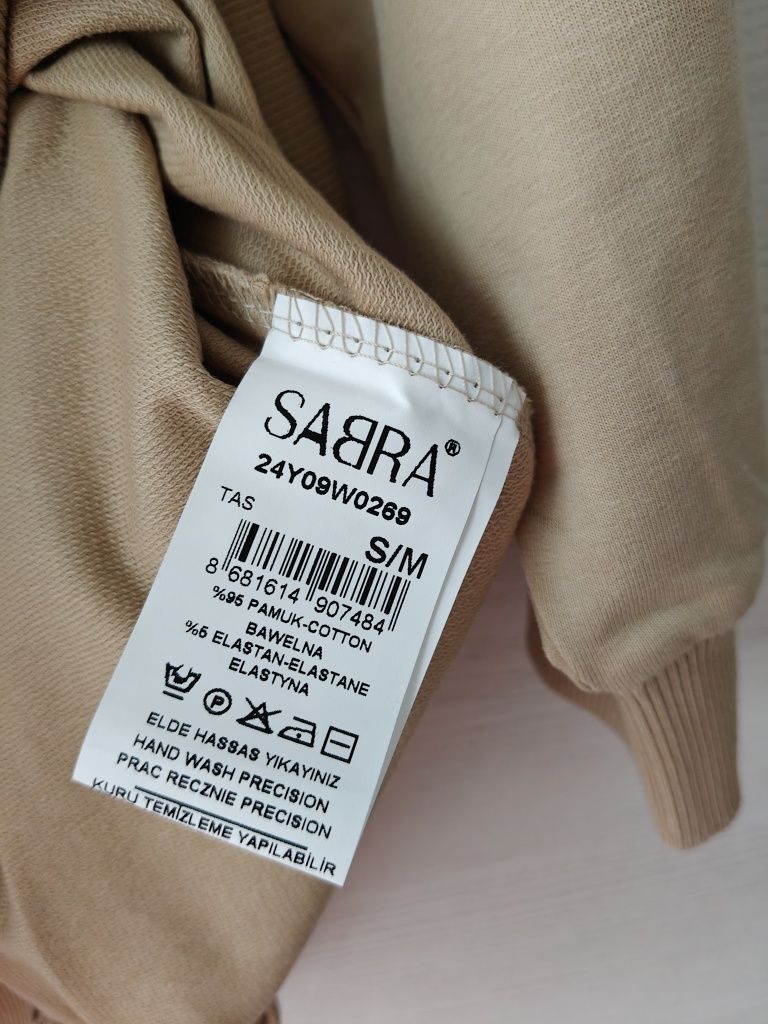 SABRA®
24Y09W0269
TAS
S/M
8 681614 907484
%95 PAMUK-COTTON
BAWELNA
%5 ELASTAN-ELASTANE
ELASTYNA
P
ELDE HASSAS YIKAYINIZ
HAND WASH PRECISION
PRAC RECZNIE PRECISION
KURU TEMİZLEME YAPILABİLİR